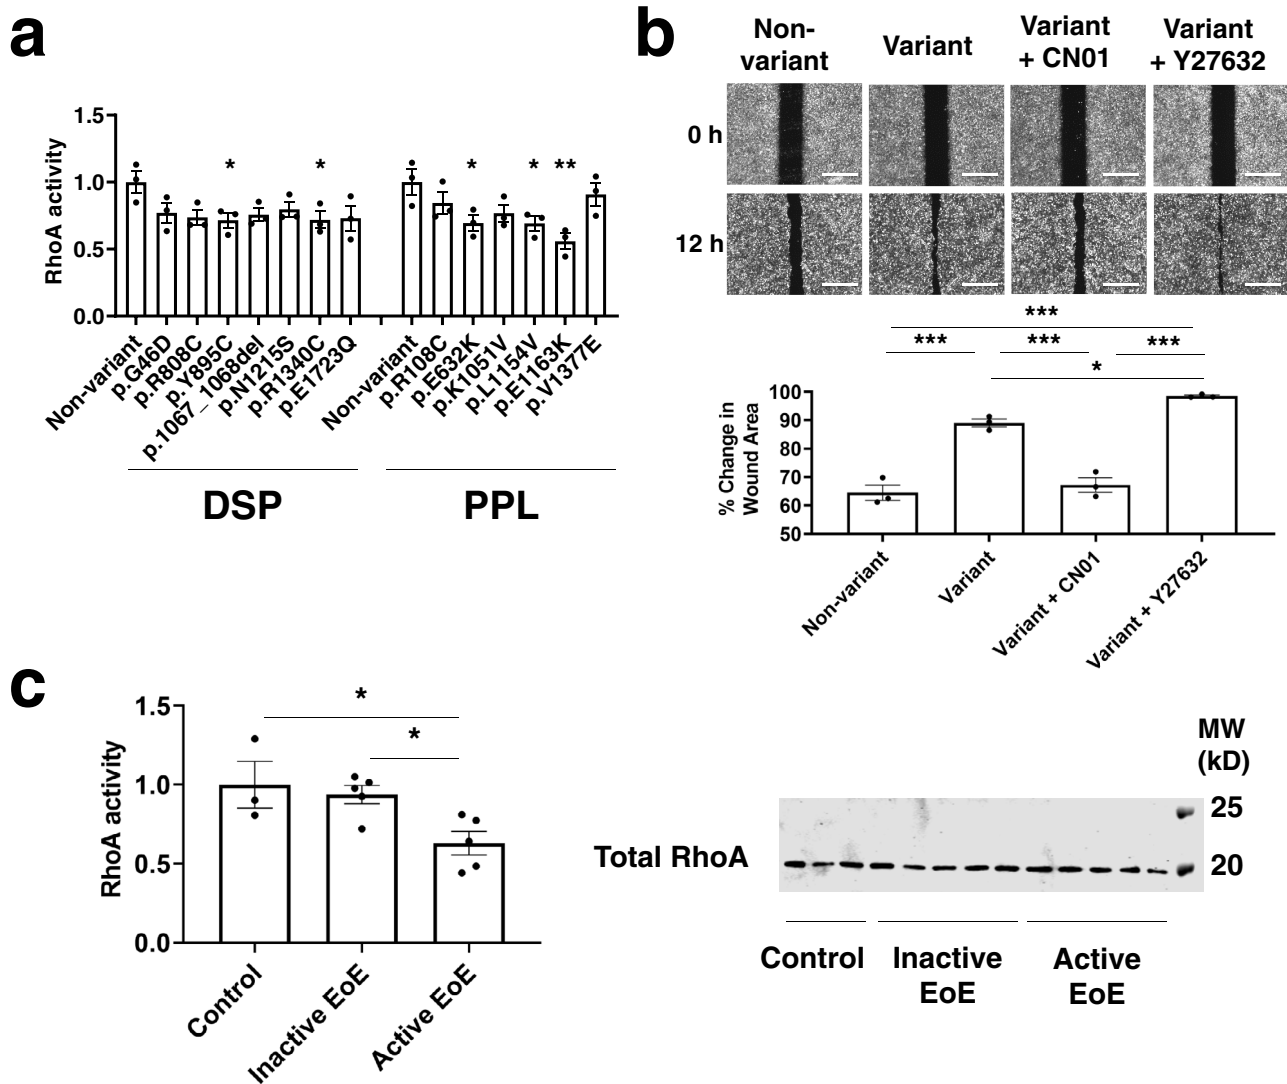 a
RhoA activity
1.5
1.0
0.5
0.0
* * * * **
Non-variant
p.G46D
p.R808C
p.Y895C
p.1067_1068del
p.N1215S
p.R1340C
p.E1723Q
Non-variant
p.R108C
p.E632K
p.K1051V
p.L1154V
p.E1163K
p.V1377E
DSP
PPL
b
Non-
variant
Variant
Variant
+ CN01
Variant
+ Y27632
0 h
12 h
***
*** *** ***
*
% Change in
Wound Area
100
90
80
70
60
50
Non-variant
Variant
Variant + CN01
Variant + Y27632
c
RhoA activity
1.5
1.0
0.5
0.0
*
*
Control
Inactive EoE
Active EoE
MW
(kD)
25
Total RhoA
20
Control
Inactive
EoE
Active
EoE